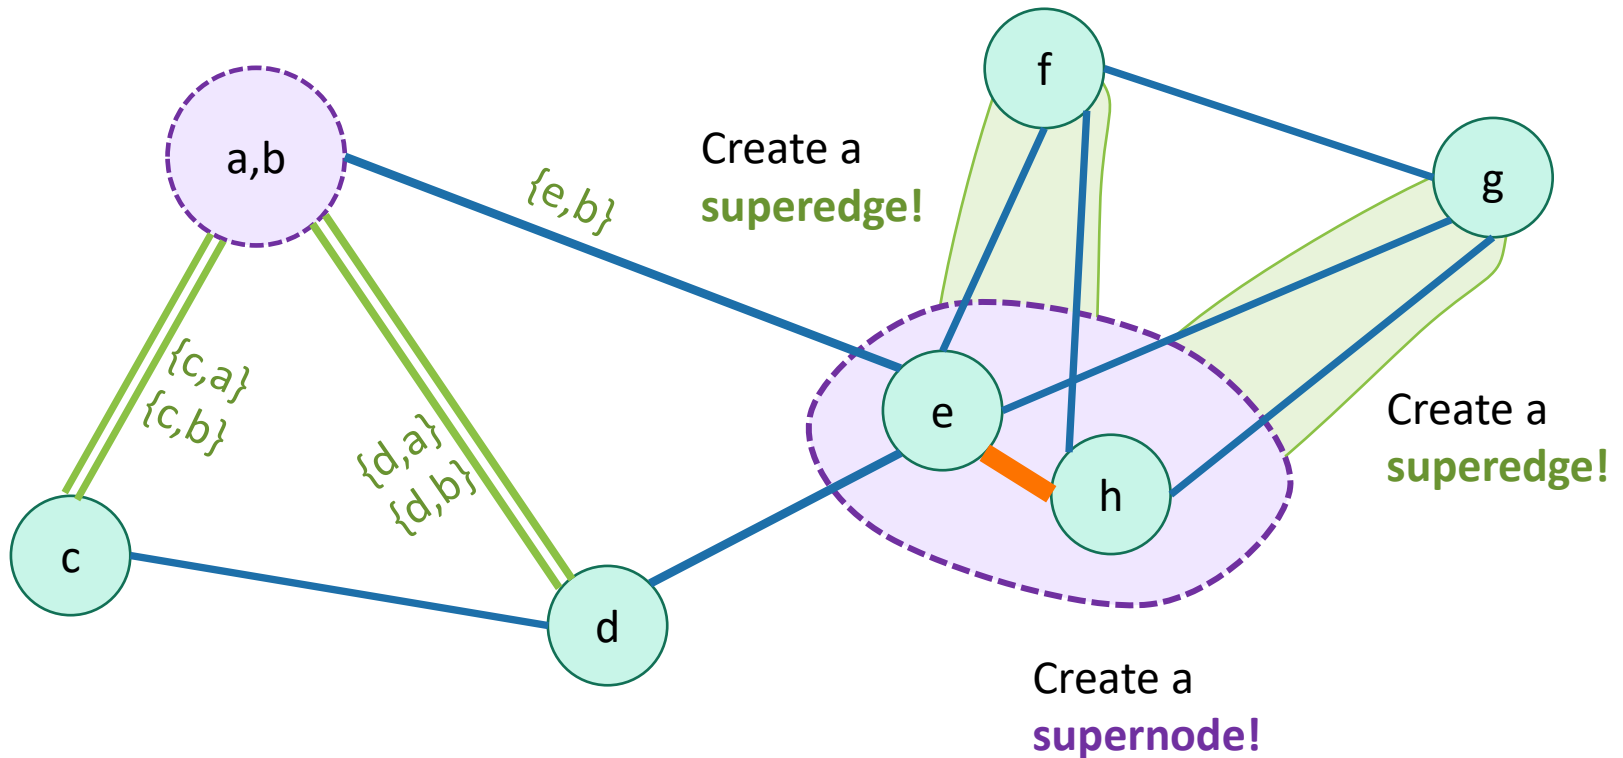 f
a,b
Create a
superedge!
g
{e,b}
{c,a}
{c,b}
{d,a}
{d,b}
e
Create a
superedge!
h
c
d
Create a
supernode!